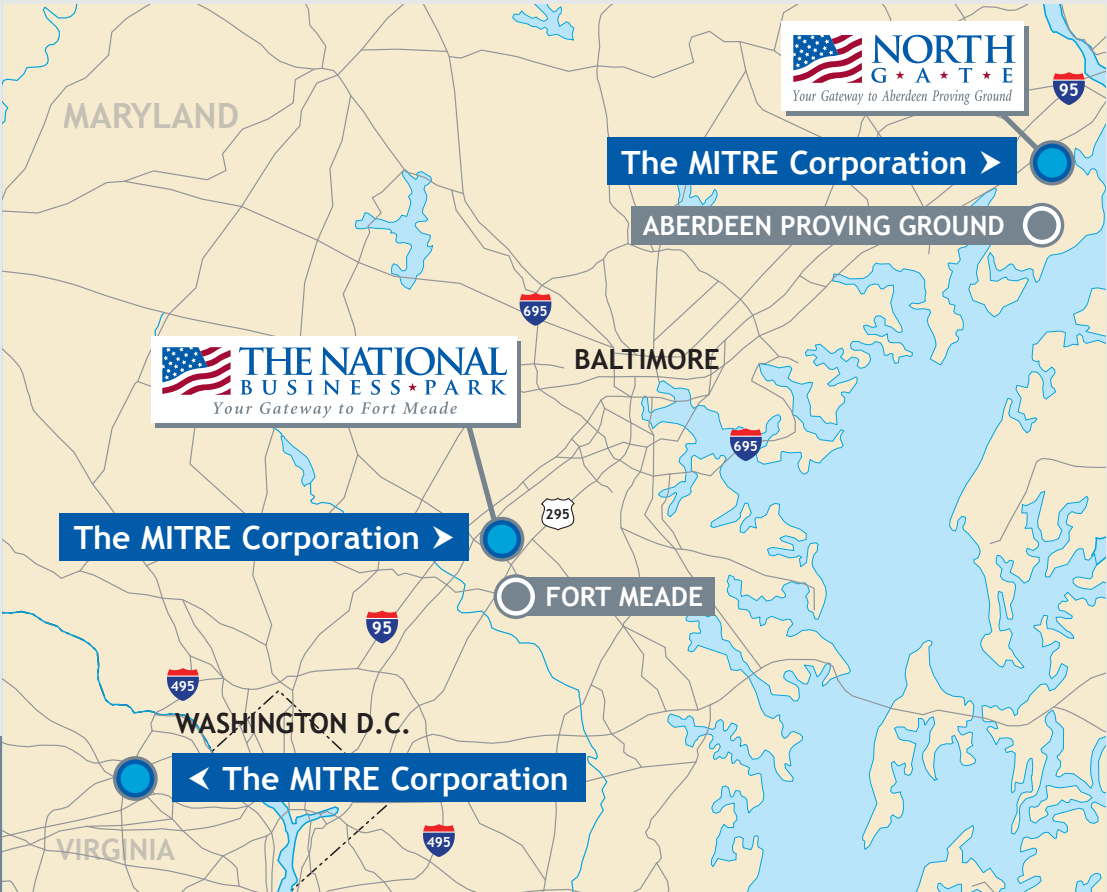 NORTH
G★A★T★E
Your Gateway to Aberdeen Proving Ground
95
MARYLAND
The MITRE Corporation ➤
ABERDEEN PROVING GROUND
695
BALTIMORE
THE NATIONAL
BUSINESS★PARK
Your Gateway to Fort Meade
695
295
The MITRE Corporation ➤
FORT MEADE
95
495
WASHINGTON D.C.
The MITRE Corporation
495
VIRGINIA